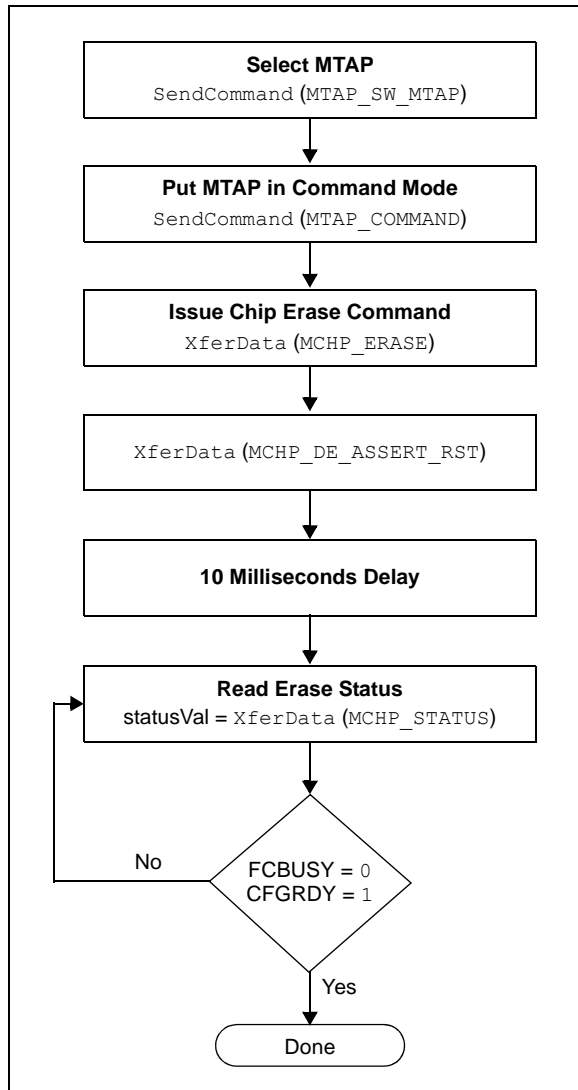 Select MTAP
SendCommand (MTAP_SW_MTAP)
Put MTAP in Command Mode
SendCommand (MTAP_COMMAND)
Issue Chip Erase Command
XferData (MCHP_ERASE)
XferData (MCHP_DE_ASSERT_RST)
10 Milliseconds Delay
Read Erase Status
statusVal = XferData (MCHP_STATUS)
No
FCBUSY = 0
CFGRDY = 1
Yes
Done